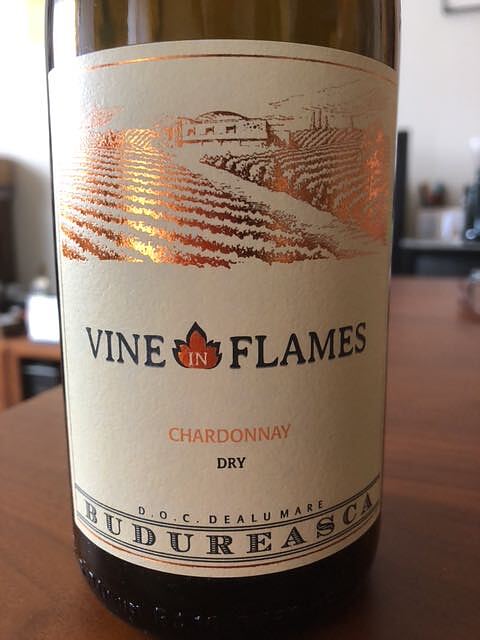 VINE IN FLAMES
CHARDONNAY
DRY
D.O.C. DEALU MARE
BUDUREASCA